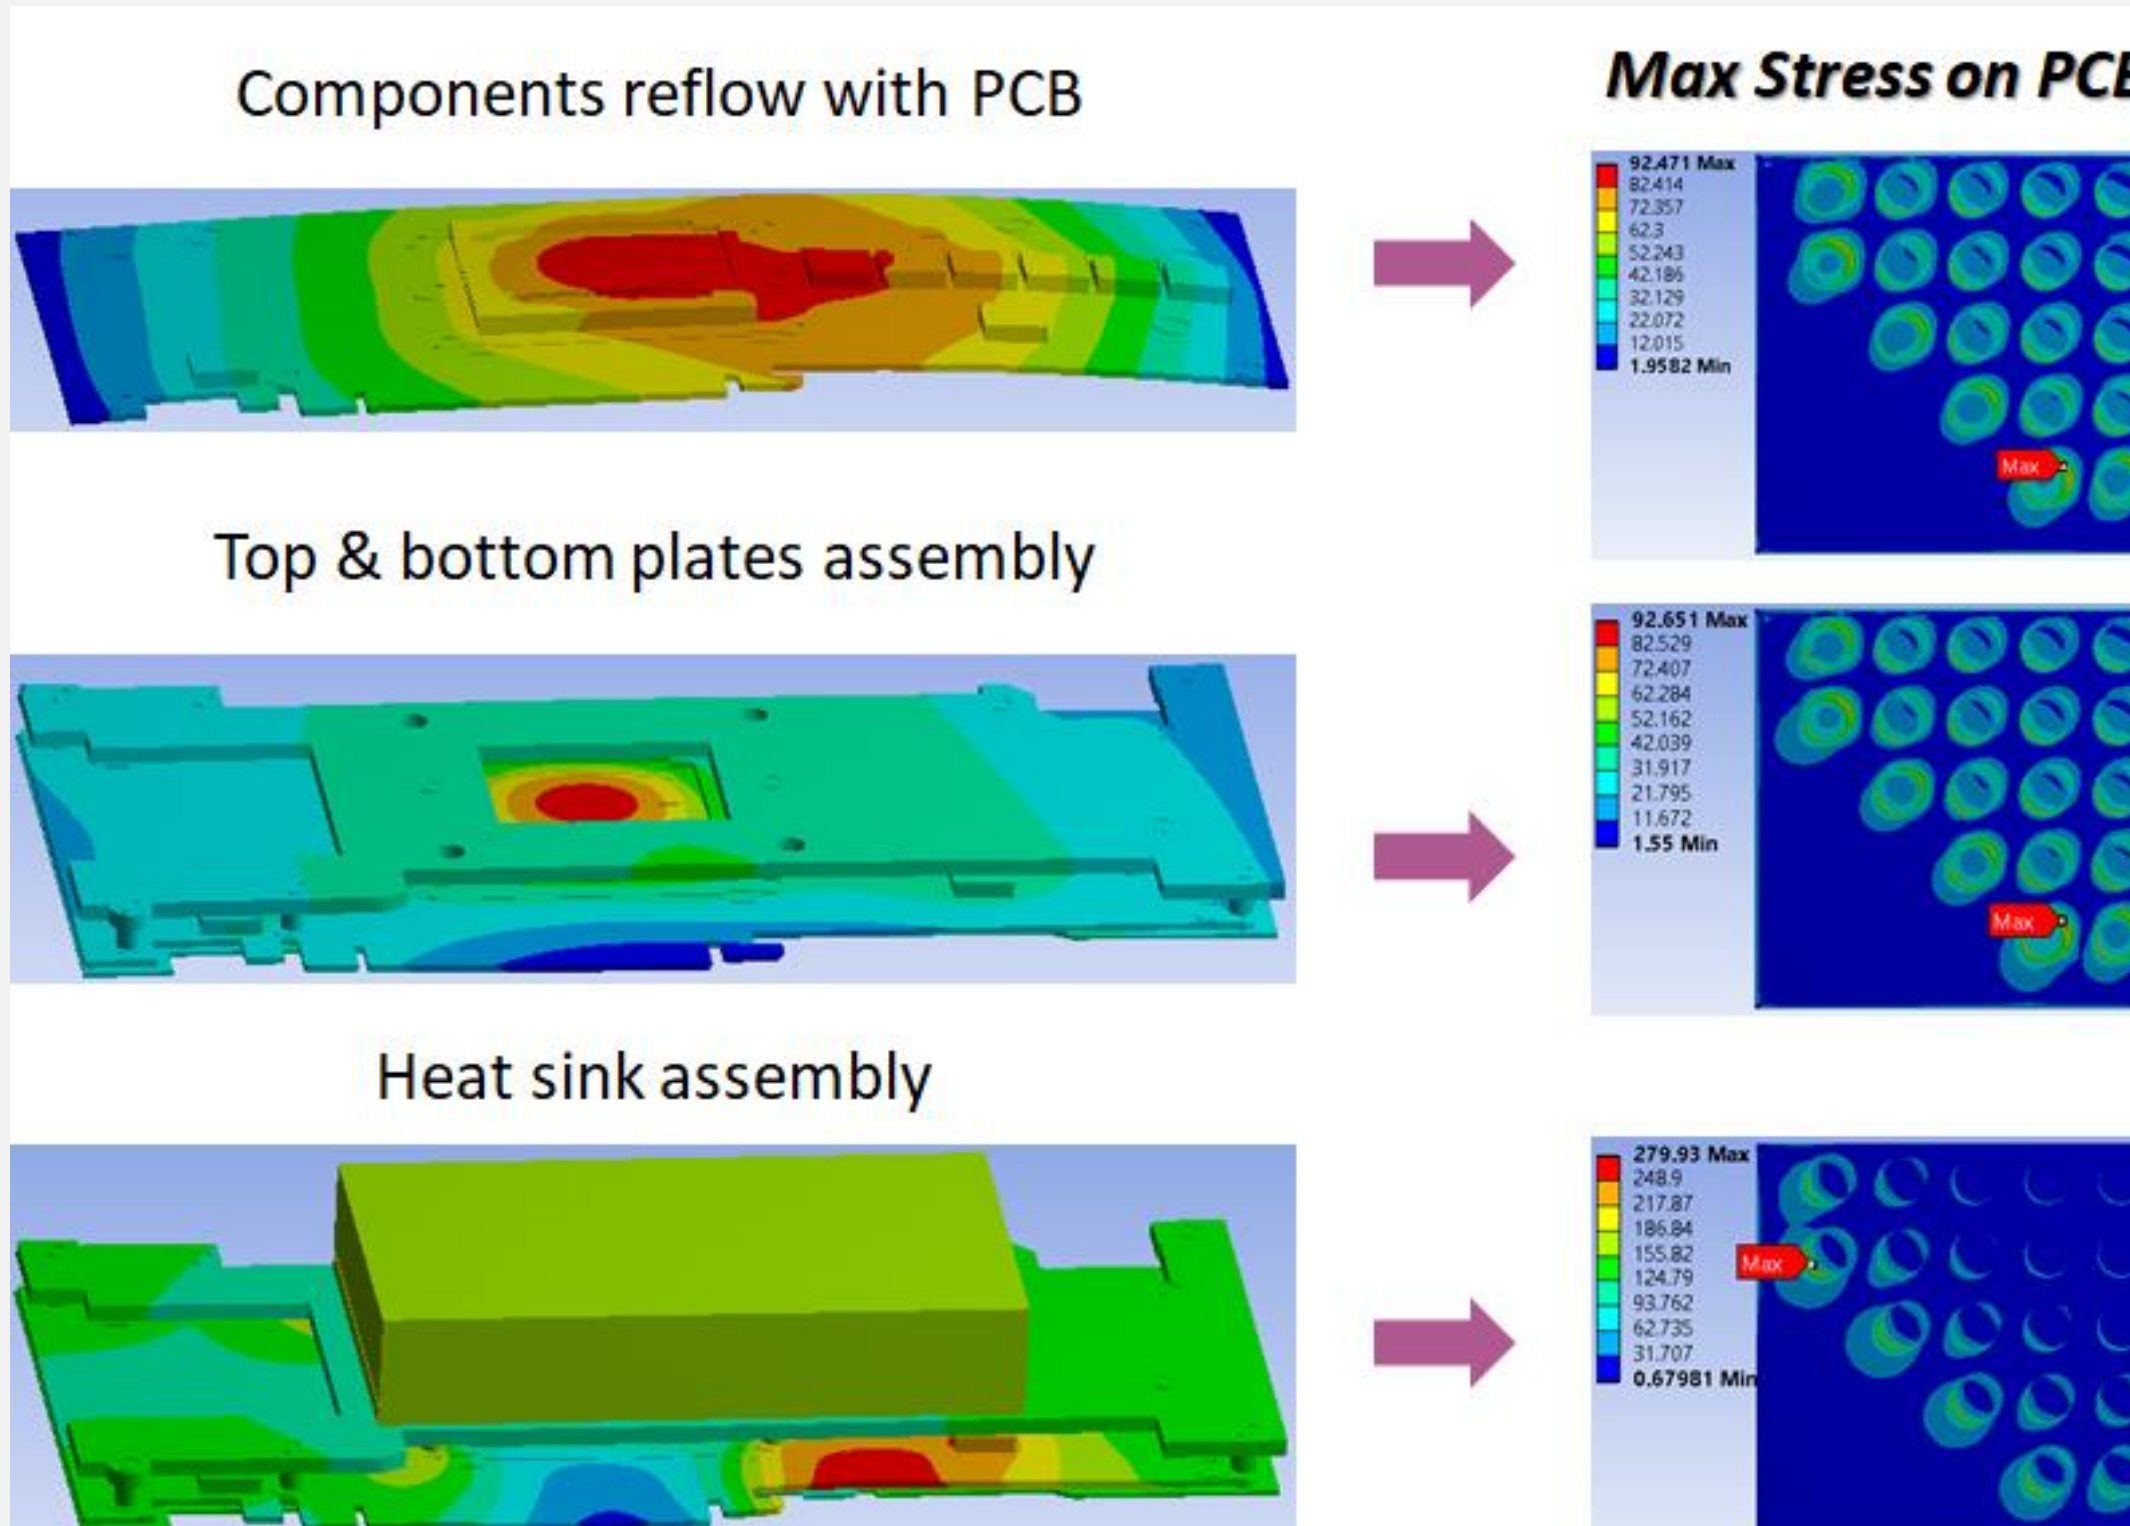 Components reflow with PCB
Max Stress on PCB
92.471 Max
82.414
72.357
62.3
52.243
42.186
32.129
22.072
12.015
1.9582 Min
Max
Top & bottom plates assembly
92.651 Max
82.529
72.407
62.284
52.162
42.039
31.917
21.795
11.672
1.55 Min
Max
Heat sink assembly
279.93 Max
248.9
217.87
186.84
155.82
124.79
93.762
62.735
31.707
0.67981 Min
Max